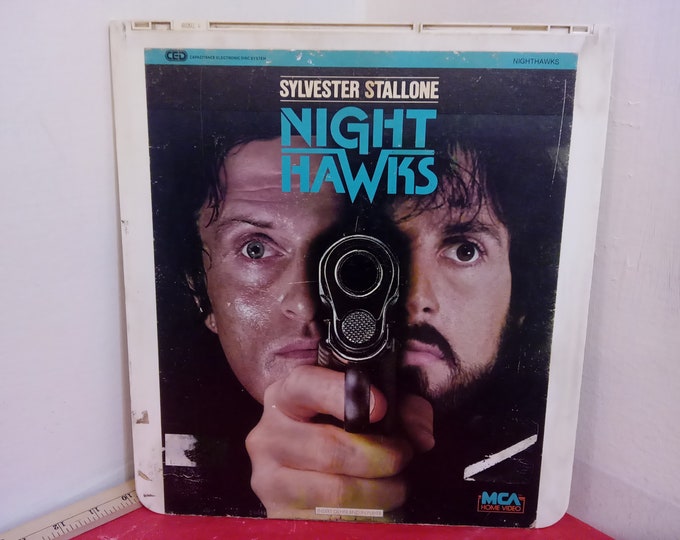 CED CAPACITANCE ELECTRONIC DISC SYSTEM
NIGHTHAWKS
SYLVESTER STALLONE
NIGHT
HAWKS
MCA
HOME VIDEO